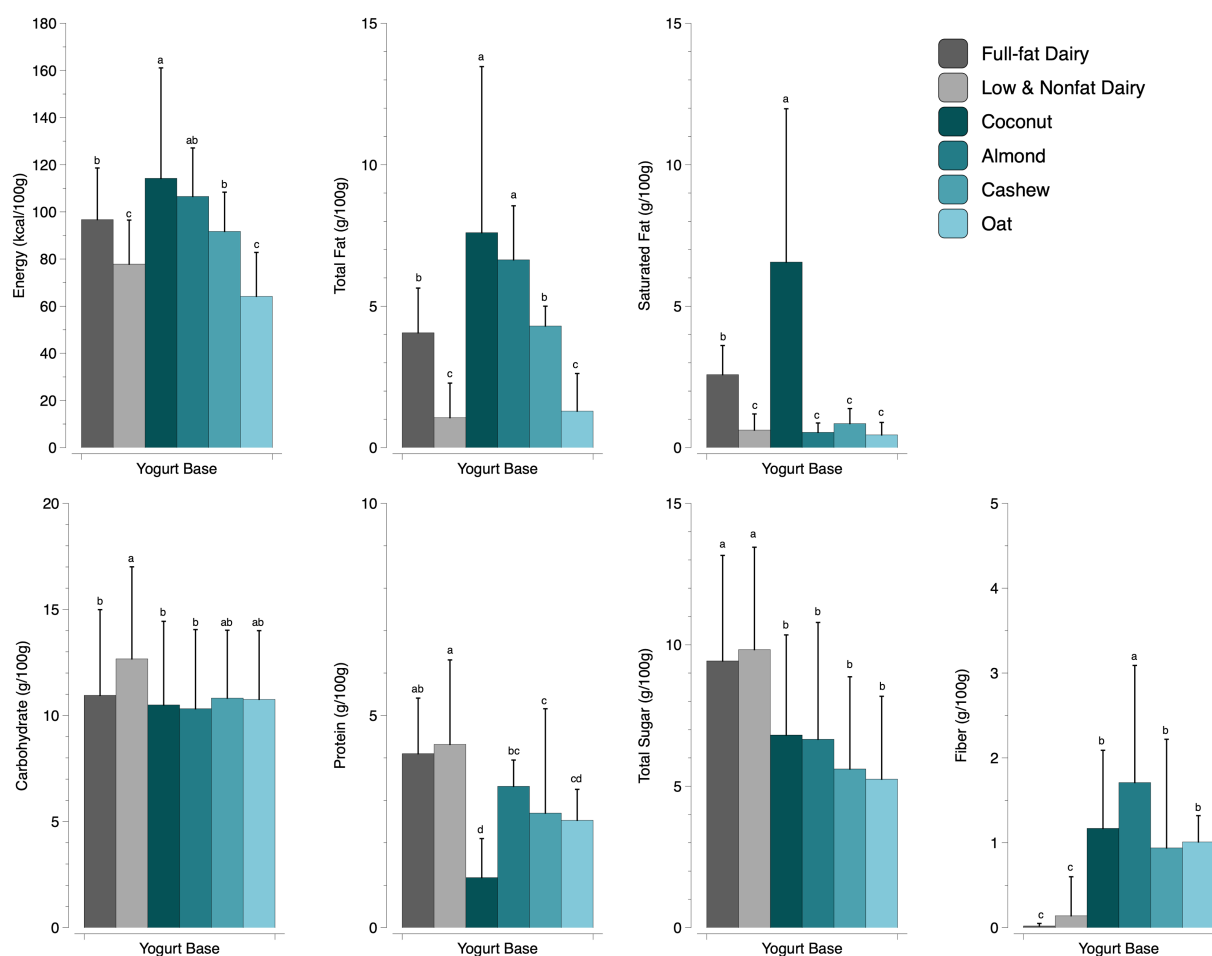 Energy (kcal/100g)
180
160
140
120
100
80
60
40
20
0
b
c
a
ab
b
c
Yogurt Base
Total Fat (g/100g)
15
10
5
0
b
c
a
a
b
c
Yogurt Base
Saturated Fat (g/100g)
15
10
5
0
b
c
a
c
c
c
Yogurt Base
Full-fat Dairy
Low & Nonfat Dairy
Coconut
Almond
Cashew
Oat
Carbohydrate (g/100g)
20
15
10
5
0
b
a
b
b
ab
ab
Yogurt Base
Protein (g/100g)
10
5
0
ab
a
d
bc
c
cd
Yogurt Base
Total Sugar (g/100g)
15
10
5
0
a
a
b
b
b
b
Yogurt Base
Fiber (g/100g)
5
4
3
2
1
0
c
c
b
a
b
b
Yogurt Base